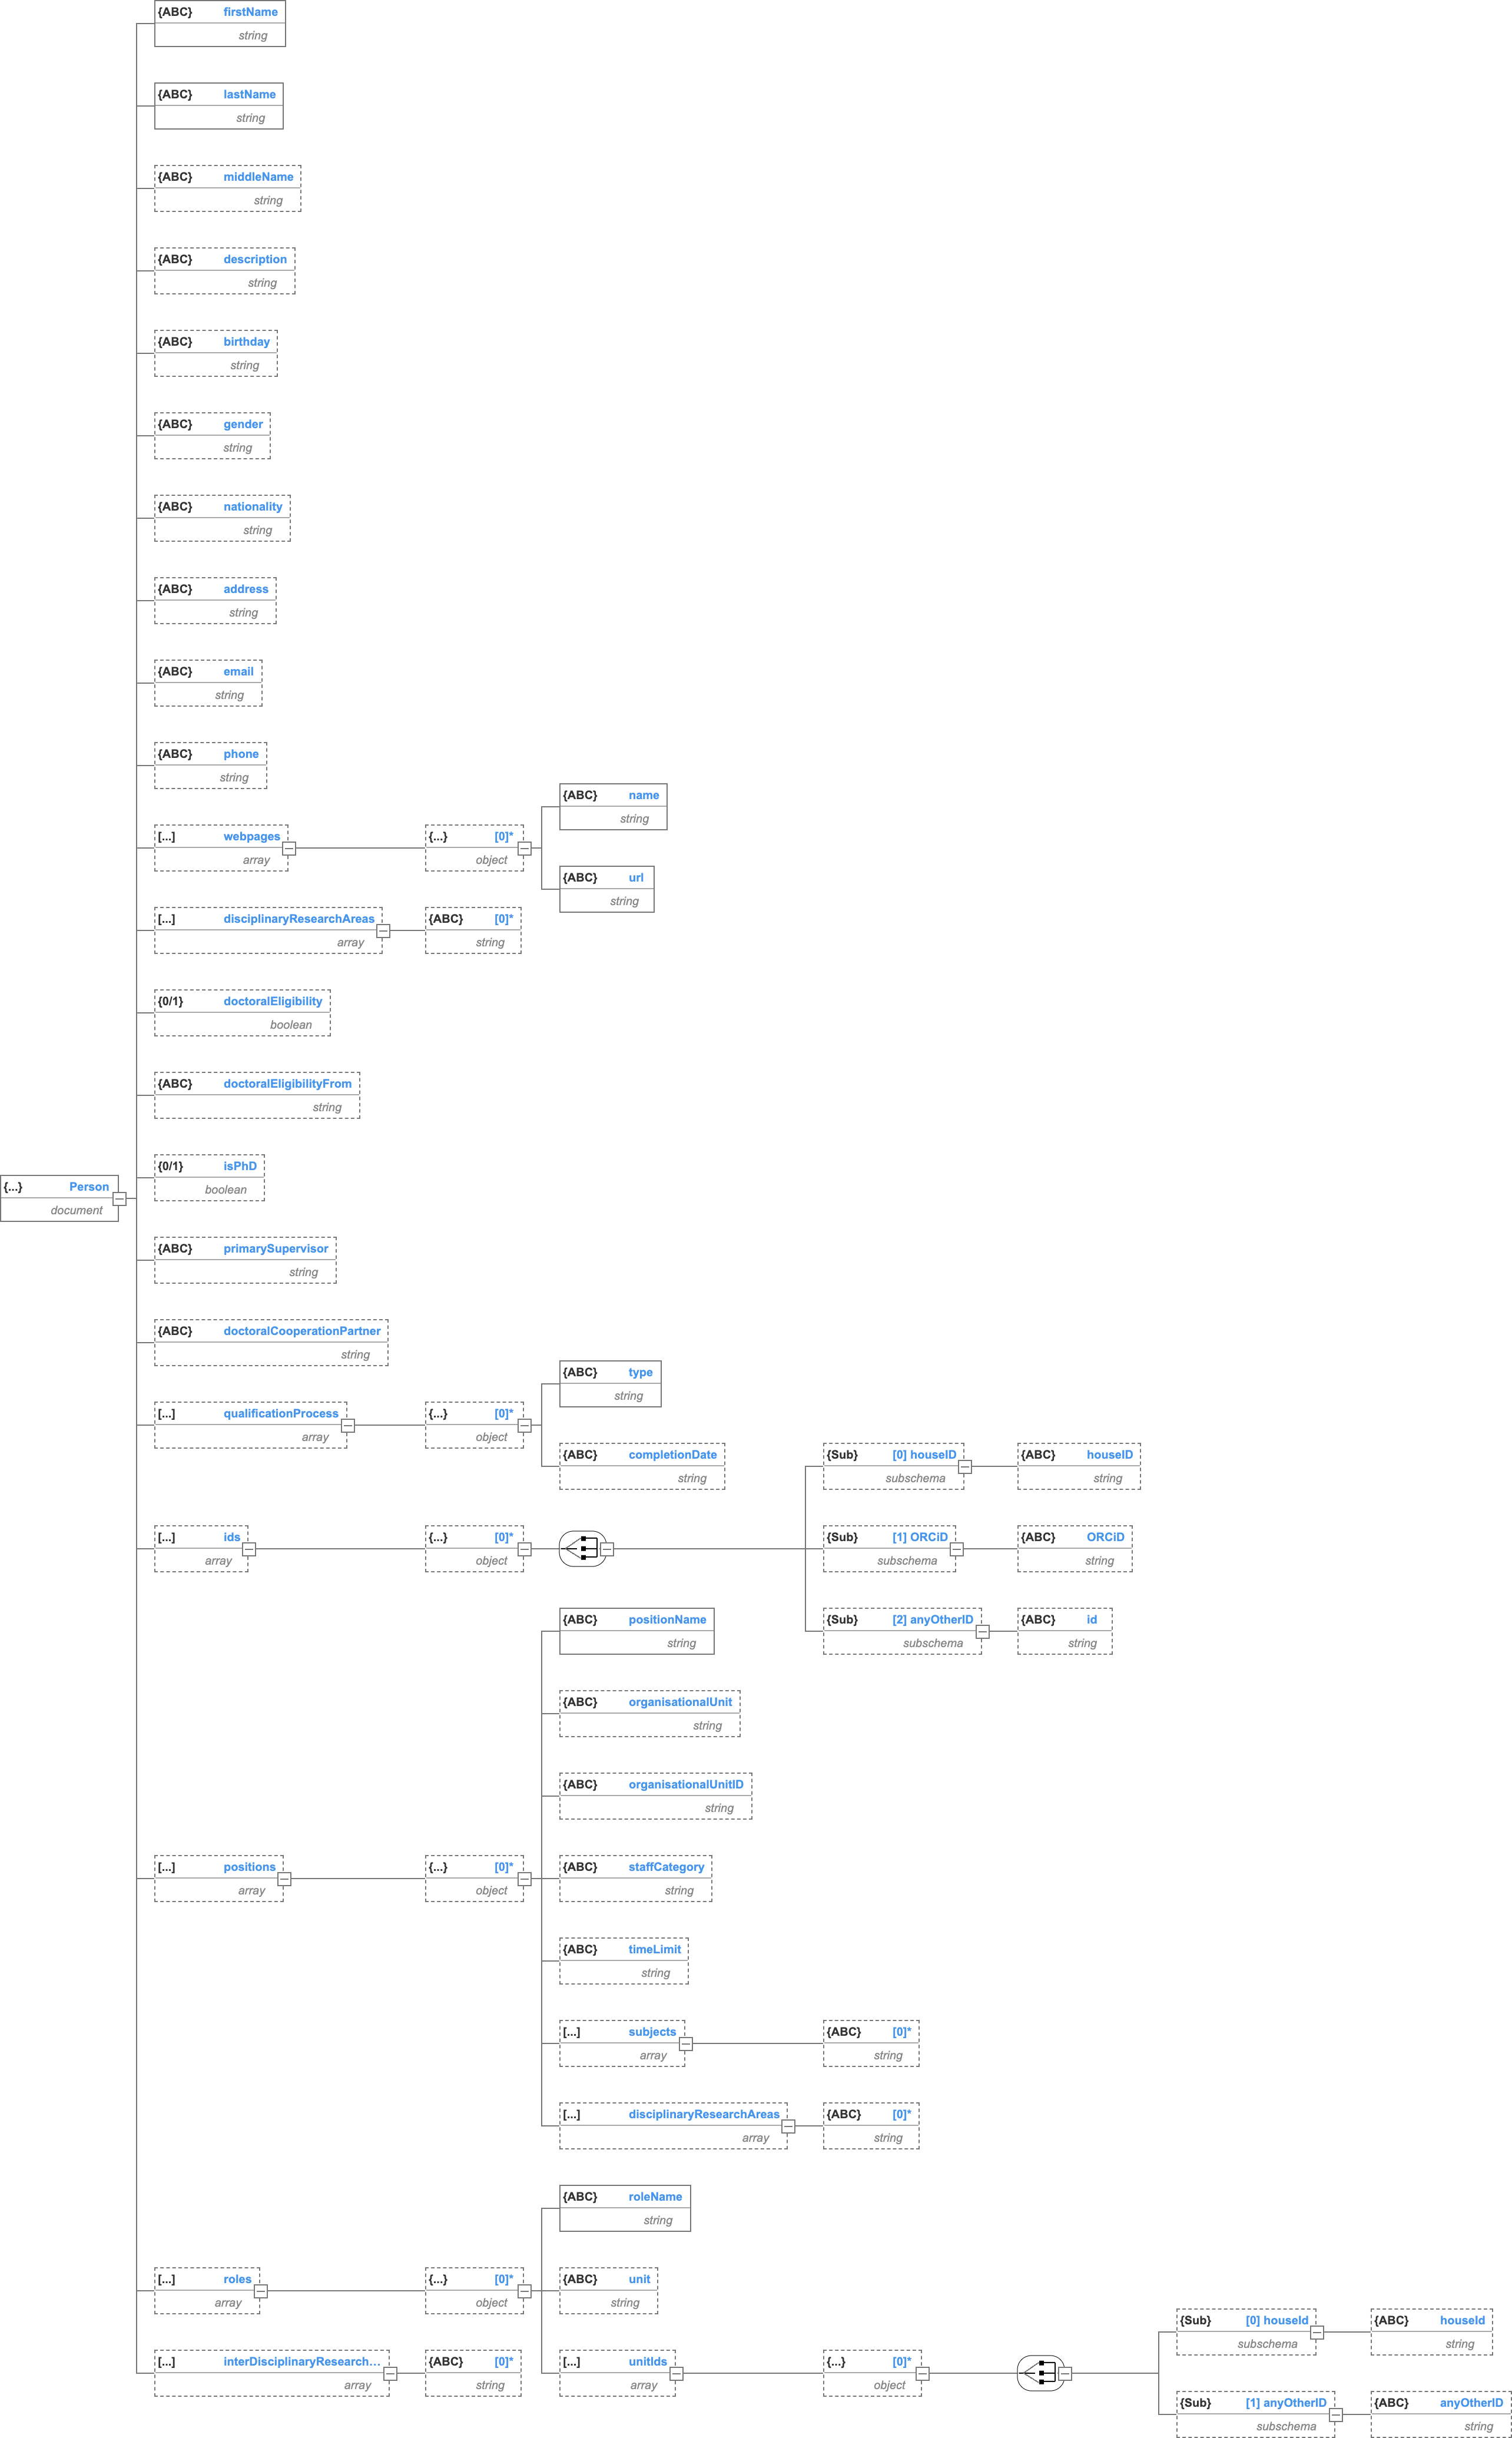 {ABC} firstName
string
{ABC} lastName
string
{ABC} middleName
string
{ABC} description
string
{ABC} birthday
string
{ABC} gender
string
{ABC} nationality
string
{ABC} address
string
{ABC} email
string
{ABC} phone
string
{ABC} name
string
[...] webpages
array
{...} [0]*
object
{ABC} url
string
[...] disciplinaryResearchAreas
array
{ABC} [0]*
string
{0/1} doctoralEligibility
boolean
{ABC} doctoralEligibilityFrom
string
{0/1} isPhD
boolean
{...} Person
document
{ABC} primarySupervisor
string
{ABC} doctoralCooperationPartner
string
{ABC} type
string
[...] qualificationProcess
array
{...} [0]*
object
{ABC} completionDate
string
{Sub} [0] houseID
subschema
{ABC} houseID
string
[...] ids
array
{...} [0]*
object
{Sub} [1] ORCiD
subschema
{ABC} ORCiD
string
{ABC} positionName
string
{Sub} [2] anyOtherID
subschema
{ABC} id
string
{ABC} organisationalUnit
string
{ABC} organisationalUnitID
string
[...] positions
array
{...} [0]*
object
{ABC} staffCategory
string
{ABC} timeLimit
string
[...] subjects
array
{ABC} [0]*
string
[...] disciplinaryResearchAreas
array
{ABC} [0]*
string
{ABC} roleName
string
[...] roles
array
{...} [0]*
object
{ABC} unit
string
{Sub} [0] houseId
subschema
{ABC} houseId
string
[...] interDisciplinaryResearch...
array
{ABC} [0]*
string
[...] unitIds
array
{...} [0]*
object
{Sub} [1] anyOtherID
subschema
{ABC} anyOtherID
string